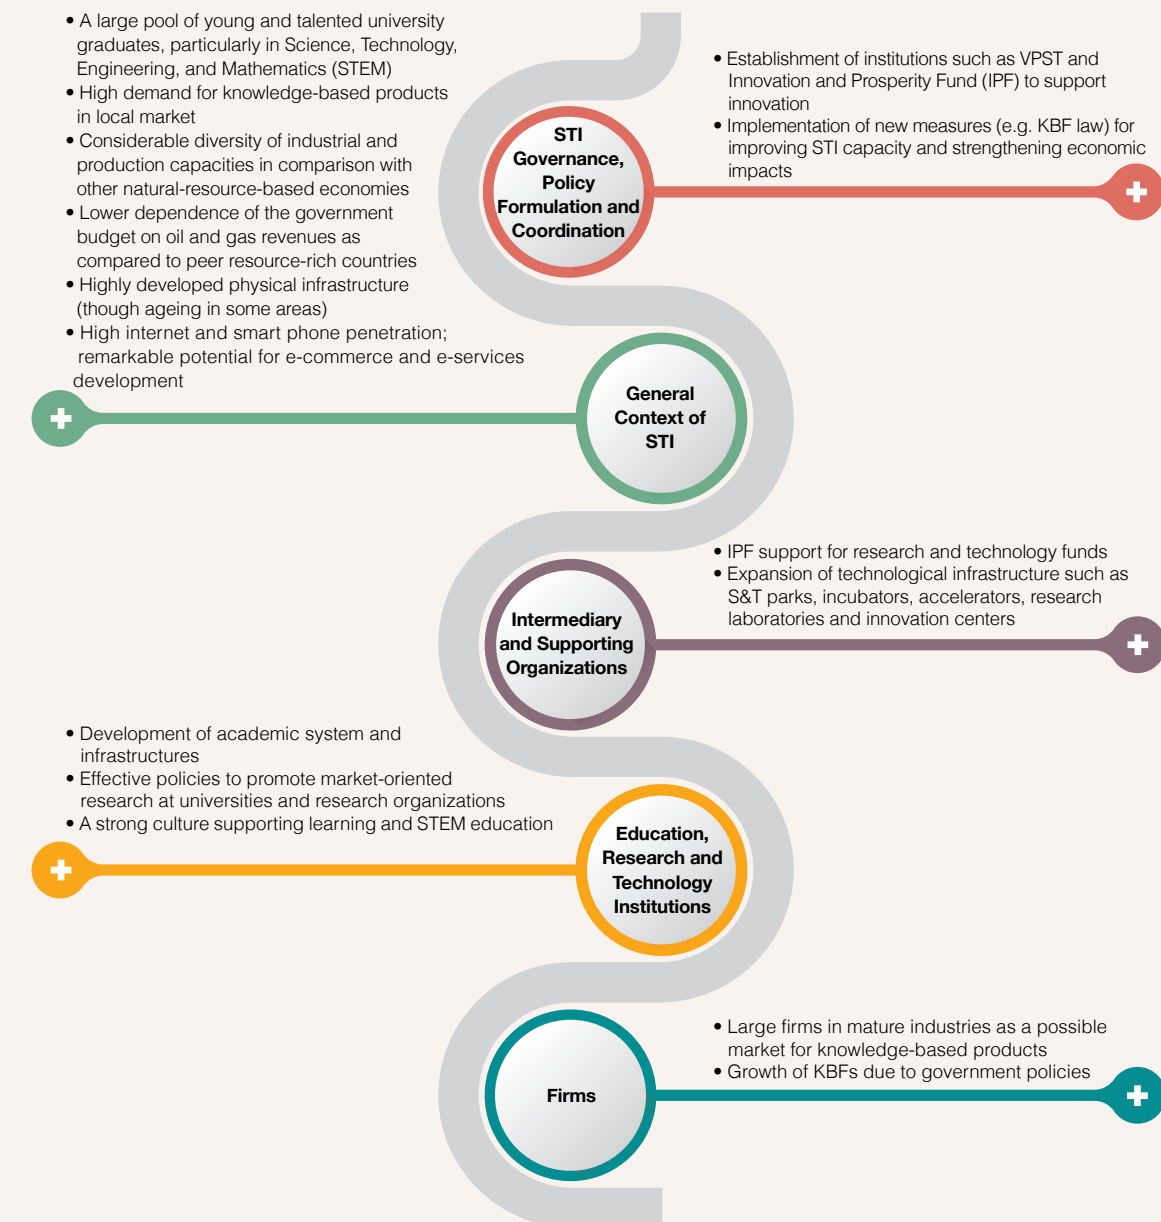 • A large pool of young and talented university
graduates, particularly in Science, Technology,
Engineering, and Mathematics (STEM)
• High demand for knowledge-based products
in local market
• Considerable diversity of industrial and
production capacities in comparison with
other natural-resource-based economies
• Lower dependence of the government
budget on oil and gas revenues as
compared to peer resource-rich countries
• Highly developed physical infrastructure
(though ageing in some areas)
• High internet and smart phone penetration;
remarkable potential for e-commerce and e-services
development
STI
Governance,
Policy
Formulation and
Coordination
• Establishment of institutions such as VPST and
Innovation and Prosperity Fund (IPF) to support
innovation
• Implementation of new measures (e.g. KBF law) for
improving STI capacity and strengthening economic
impacts
General
Context of
STI
• IPF support for research and technology funds
• Expansion of technological infrastructure such as
S&T parks, incubators, accelerators, research
laboratories and innovation centers
Intermediary
and Supporting
Organizations
• Development of academic system and
infrastructures
• Effective policies to promote market-oriented
research at universities and research organizations
• A strong culture supporting learning and STEM education
Education,
Research and
Technology
Institutions
• Large firms in mature industries as a possible
market for knowledge-based products
• Growth of KBFs due to government policies
Firms